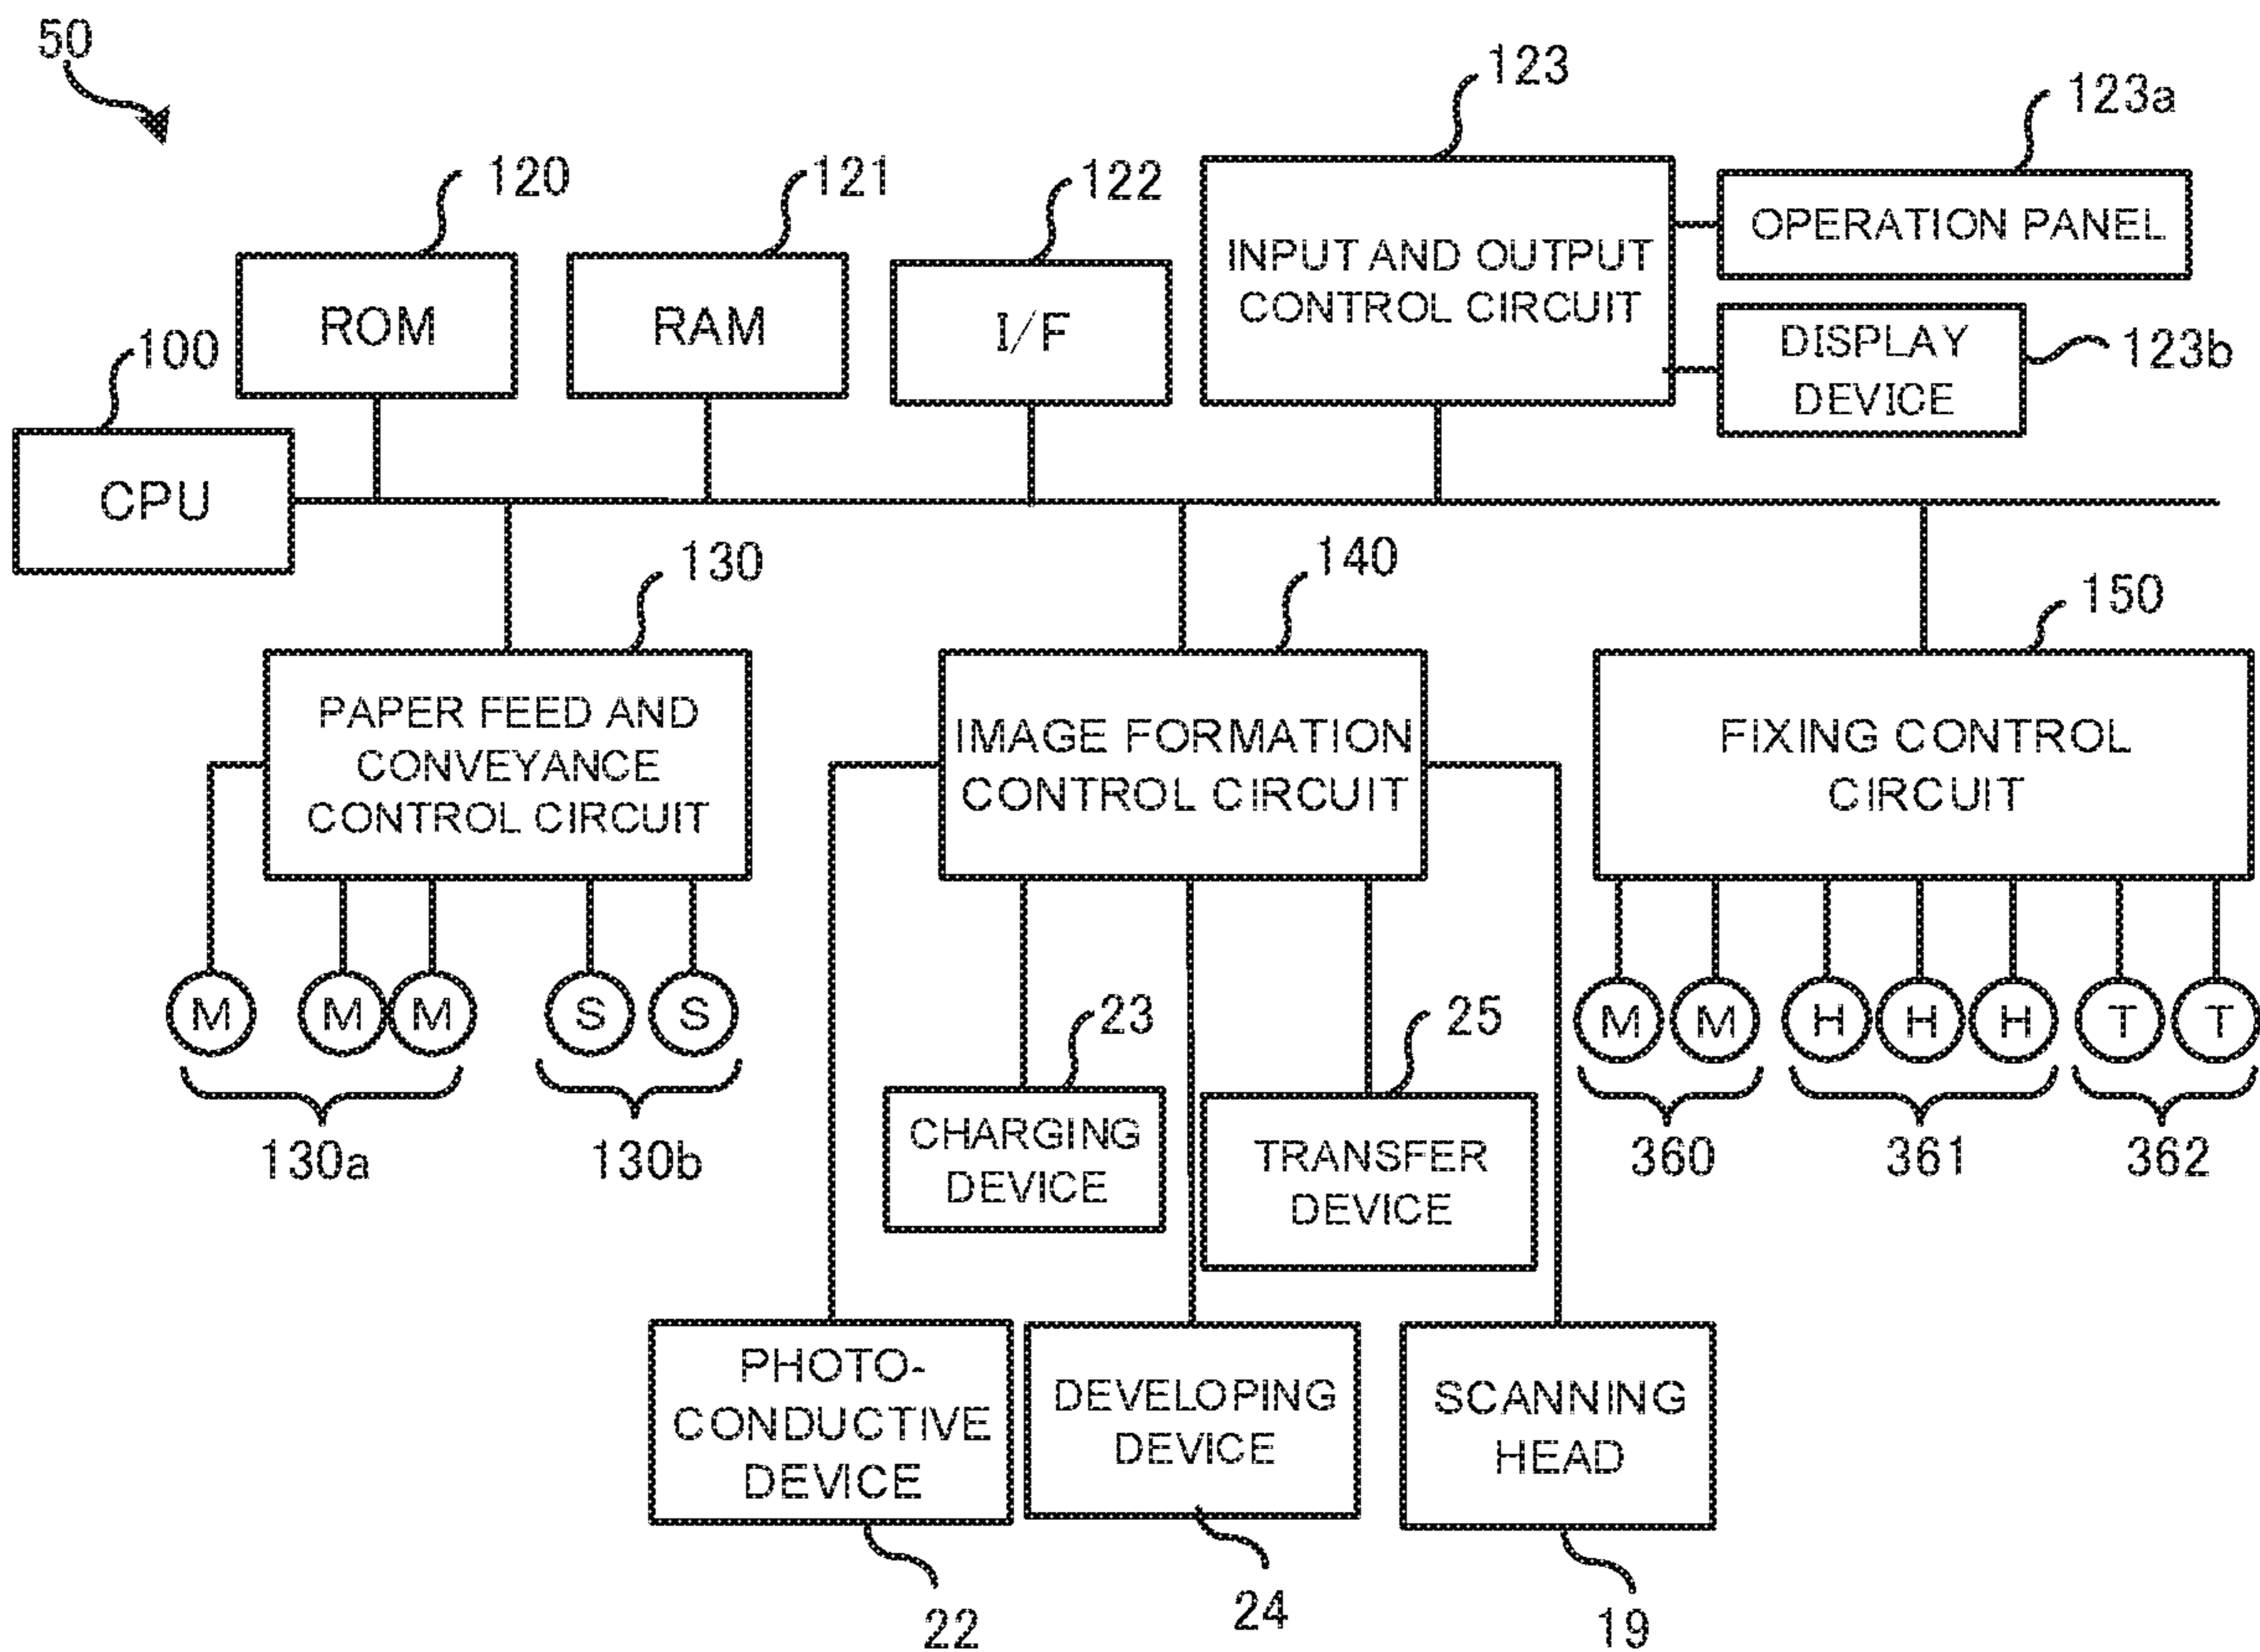 50
123
123a
120
121
122
OPERATION PANEL
INPUT AND OUTPUT
CONTROL CIRCUIT
ROM
RAM
I/F
DISPLAY
DEVICE
123b
100
CPU
130
140
150
PAPER FEED AND
CONVEYANCE
CONTROL CIRCUIT
IMAGE FORMATION
CONTROL CIRCUIT
FIXING CONTROL
CIRCUIT
M M M S S
M M H H H T T
130a
130b
23
25
360
361
362
CHARGING
DEVICE
TRANSFER
DEVICE
PHOTO-
CONDUCTIVE
DEVICE
DEVELOPING
DEVICE
SCANNING
HEAD
22
24
19